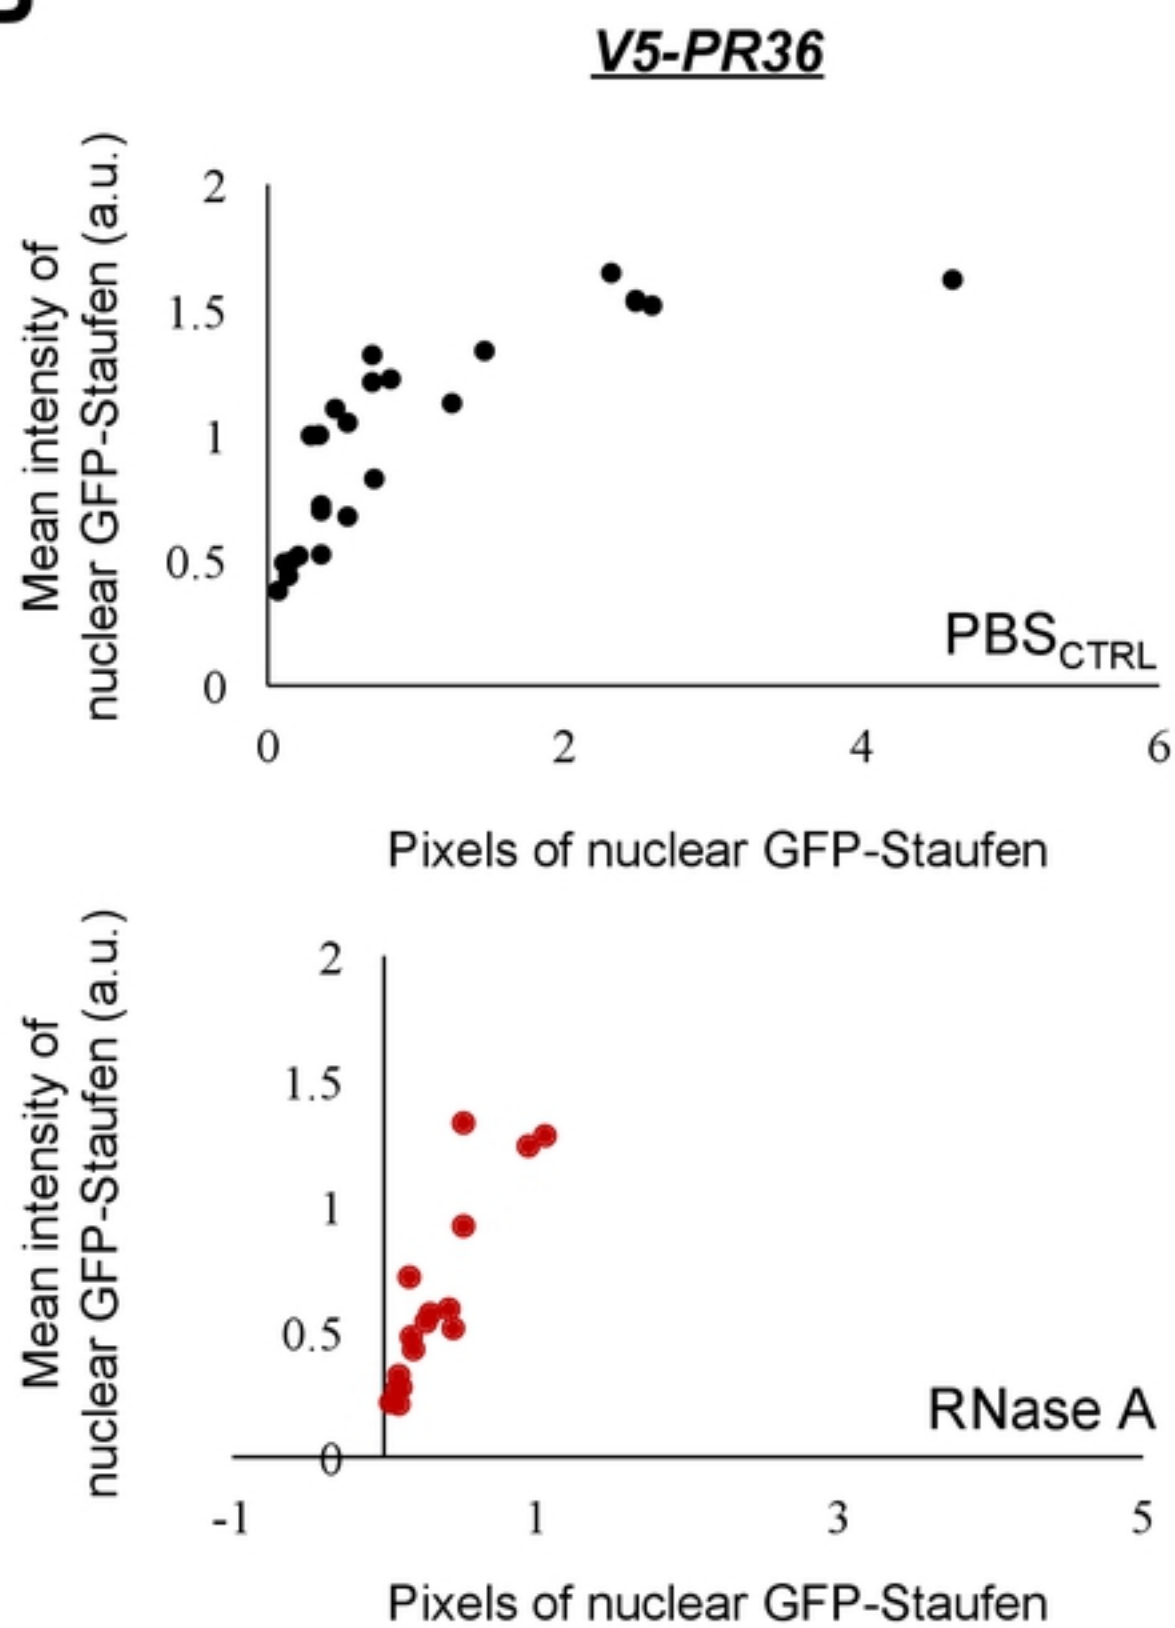 V5-PR36
Mean intensity of
nuclear GFP-Staufen (a.u.)
2
1.5
1
0.5
0
PBSCTRL
0 2 4 6
Pixels of nuclear GFP-Staufen
Mean intensity of
nuclear GFP-Staufen (a.u.)
2
1.5
1
0.5
0
RNase A
-1 1 3 5
Pixels of nuclear GFP-Staufen